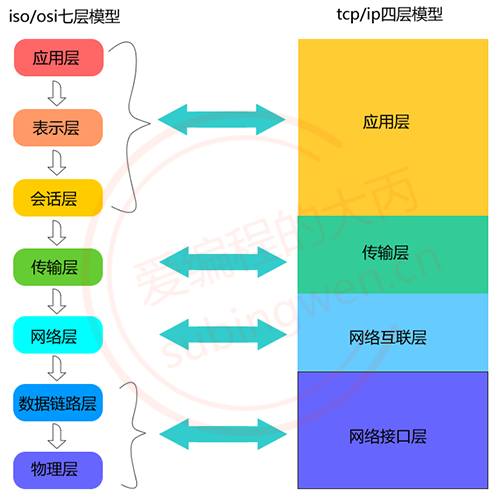 iso/osi七层模型
tcp/ip四层模型
应用层
表示层
会话层
传输层
网络层
数据链路层
物理层
应用层
传输层
网络互联层
网络接口层
爱编程的大丙
subingwen.cn